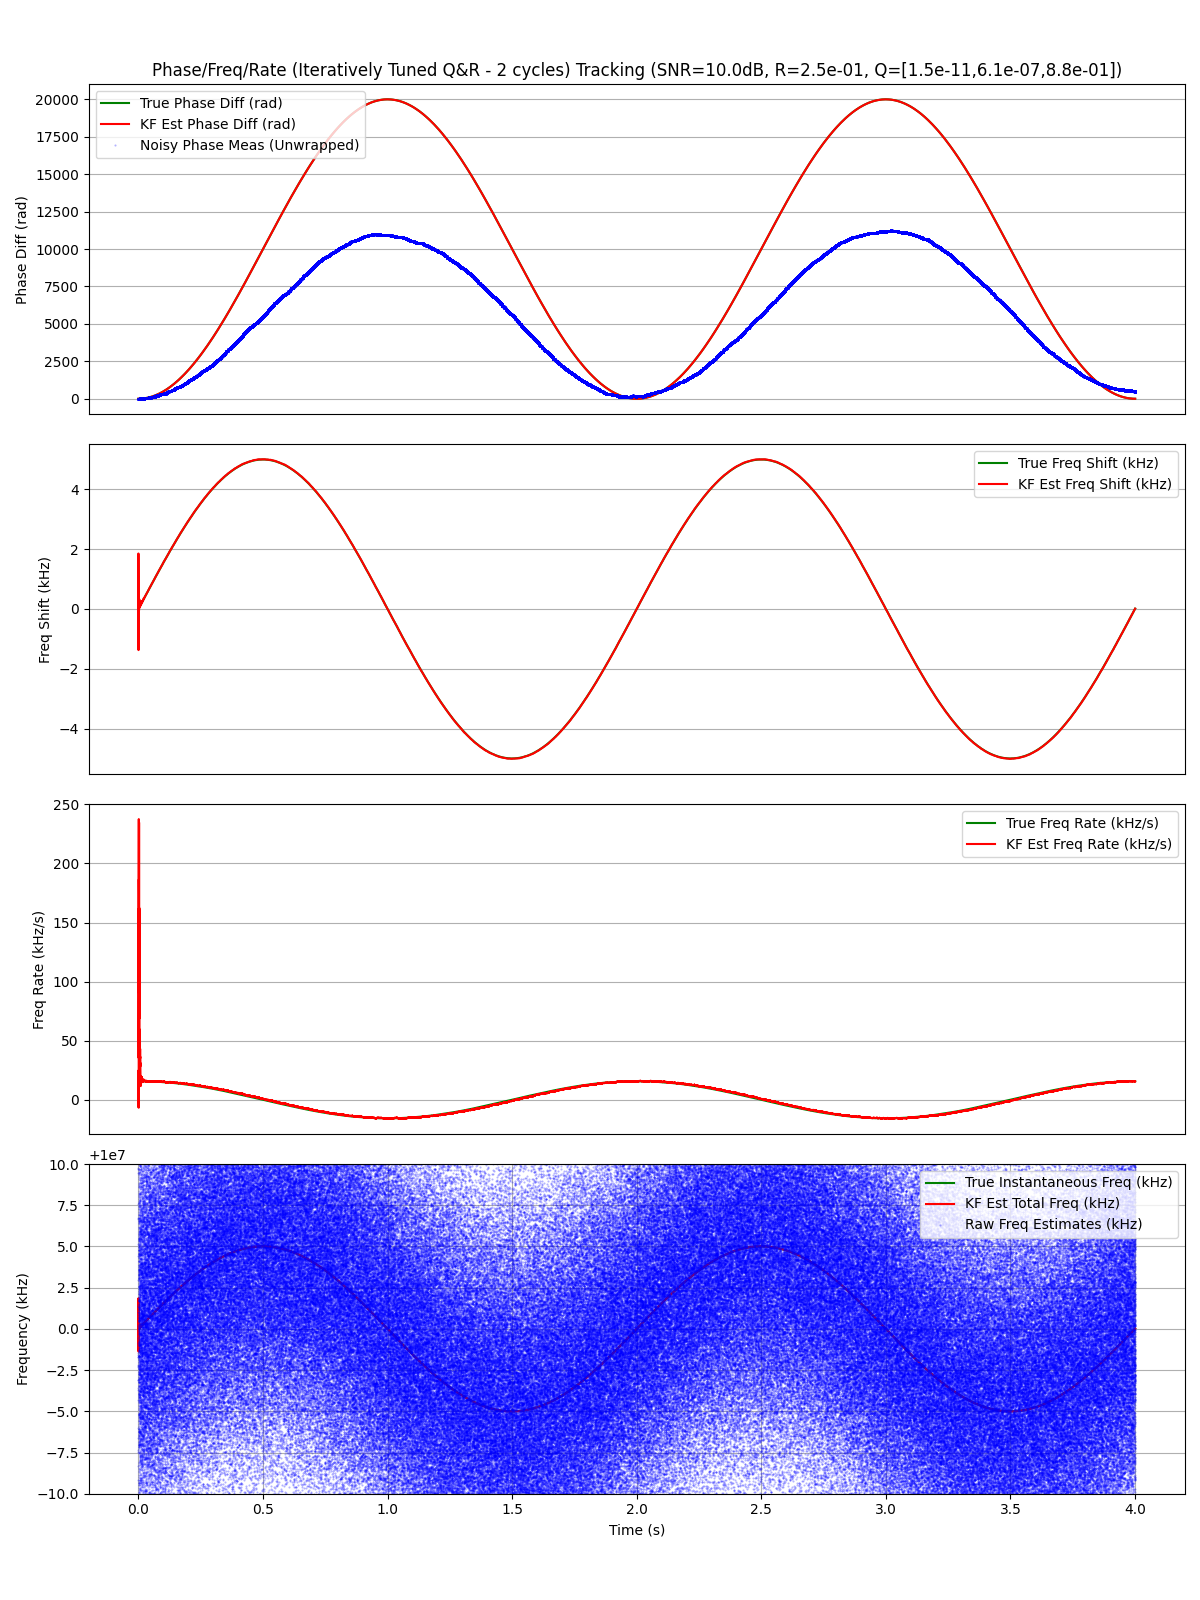 Phase/Freq/Rate (Iteratively Tuned Q&R - 2 cycles) Tracking (SNR=10.0dB, R=2.5e-01, Q=[1.5e-11,6.1e-07,8.8e-01])
True Phase Diff (rad)
KF Est Phase Diff (rad)
Noisy Phase Meas (Unwrapped)
20000
17500
15000
12500
10000
7500
5000
2500
0
Phase Diff (rad)
True Freq Shift (kHz)
KF Est Freq Shift (kHz)
4
2
0
−2
−4
Freq Shift (kHz)
True Freq Rate (kHz/s)
KF Est Freq Rate (kHz/s)
250
200
150
100
50
0
Freq Rate (kHz/s)
+1e7
True Instantaneous Freq (kHz)
KF Est Total Freq (kHz)
Raw Freq Estimates (kHz)
10.0
7.5
5.0
2.5
0.0
−2.5
−5.0
−7.5
−10.0
Frequency (kHz)
0.0 0.5 1.0 1.5 2.0 2.5 3.0 3.5 4.0
Time (s)